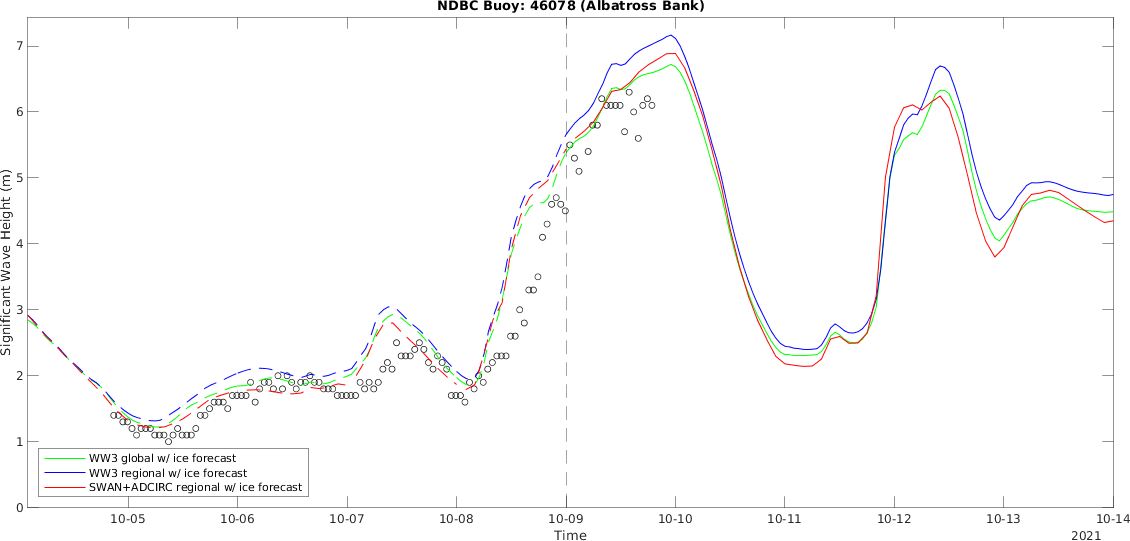 NDBC Buoy: 46078 (Albatross Bank)
Significant Wave Height (m)
7
6
5
4
3
2
1
0
WW3 global w/ ice forecast
WW3 regional w/ ice forecast
SWAN+ADCIRC regional w/ ice forecast
10-05 10-06 10-07 10-08 10-09 10-10 10-11 10-12 10-13 10-14
Time
2021